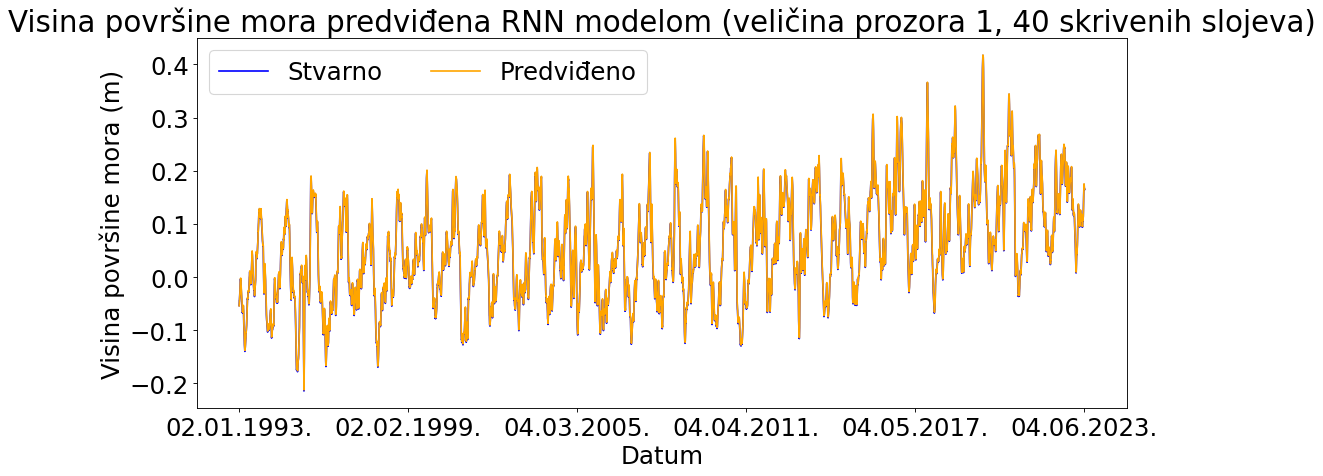 Visina površine mora predviđena RNN modelom (veličina prozora 1, 40 skrivenih slojeva)
Stvarno Predviđeno
Visina površine mora (m)
0.4
0.3
0.2
0.1
0.0
−0.1
−0.2
02.01.1993. 02.02.1999. 04.03.2005. 04.04.2011. 04.05.2017. 04.06.2023.
Datum